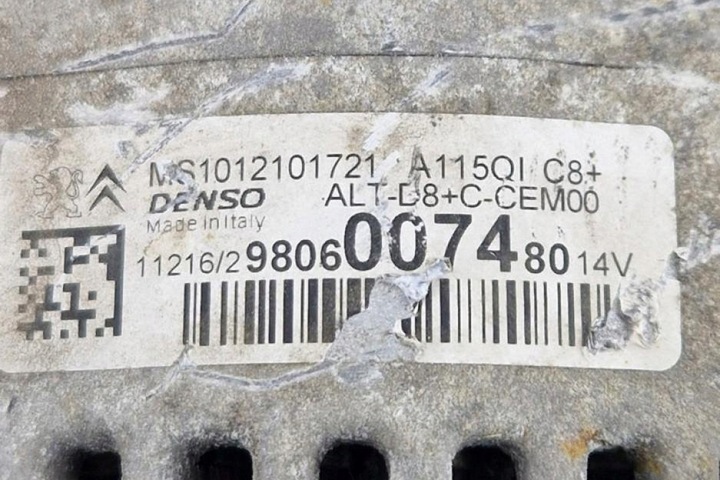 MS1012101721 A115QI C8+
DENSO ALT-D8+C-CEM00
Made in Italy
11216/2 9806007480 14V